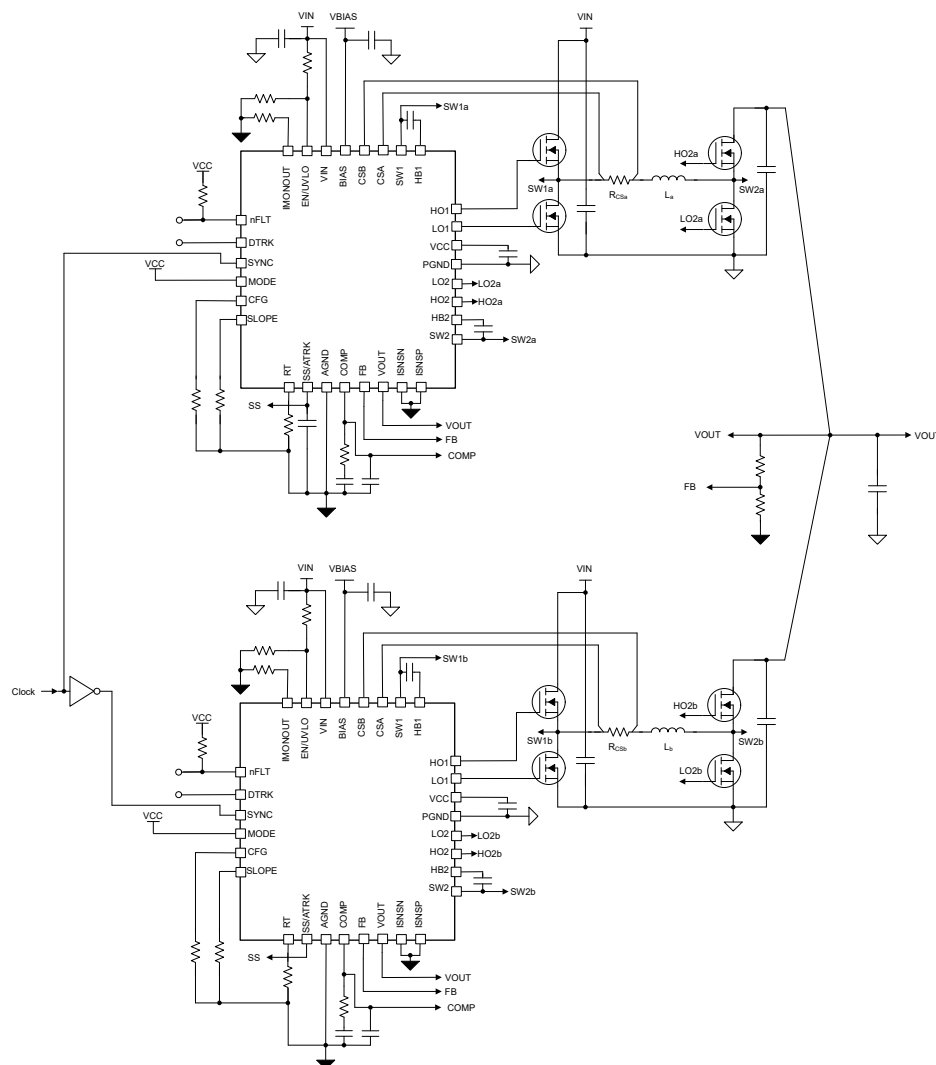 VIN
VBIAS
VIN
SW1a
VCC
IMONOUT
EN/UVLO
VIN
BIAS
CSB
CSA
SW1
HB1
HO2a
SW1a
RCSa
La
SW2a
nFLT
HO1
DTRK
LO1
LO2a
SYNC
VCC
VCC
MODE
PGND
CFG
LO2
LO2a
SLOPE
HO2
HO2a
HB2
SW2
SW2a
RT
SS/ATRK
AGND
COMP
FB
VOUT
ISNSN
ISNSP
SS
VOUT
FB
COMP
VOUT
VOUT
FB
VIN
VBIAS
VIN
SW1b
Clock
VCC
IMONOUT
EN/UVLO
VIN
BIAS
CSB
CSA
SW1
HB1
HO2b
SW1b
RCSb
Lb
SW2b
nFLT
HO1
DTRK
LO1
LO2b
SYNC
VCC
VCC
MODE
PGND
CFG
LO2
LO2b
SLOPE
HO2
HO2b
HB2
SW2
SW2b
RT
SS/ATRK
AGND
COMP
FB
VOUT
ISNSN
ISNSP
SS
VOUT
FB
COMP